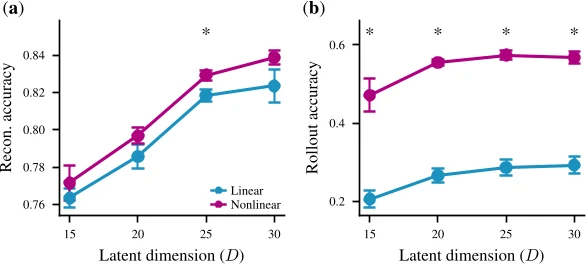 (a)
Recon. accuracy
0.84
0.82
0.80
0.78
0.76
*
Linear
Nonlinear
15 20 25 30
Latent dimension (D)
(b)
Rollout accuracy
0.6
0.4
0.2
* * * *
15 20 25 30
Latent dimension (D)